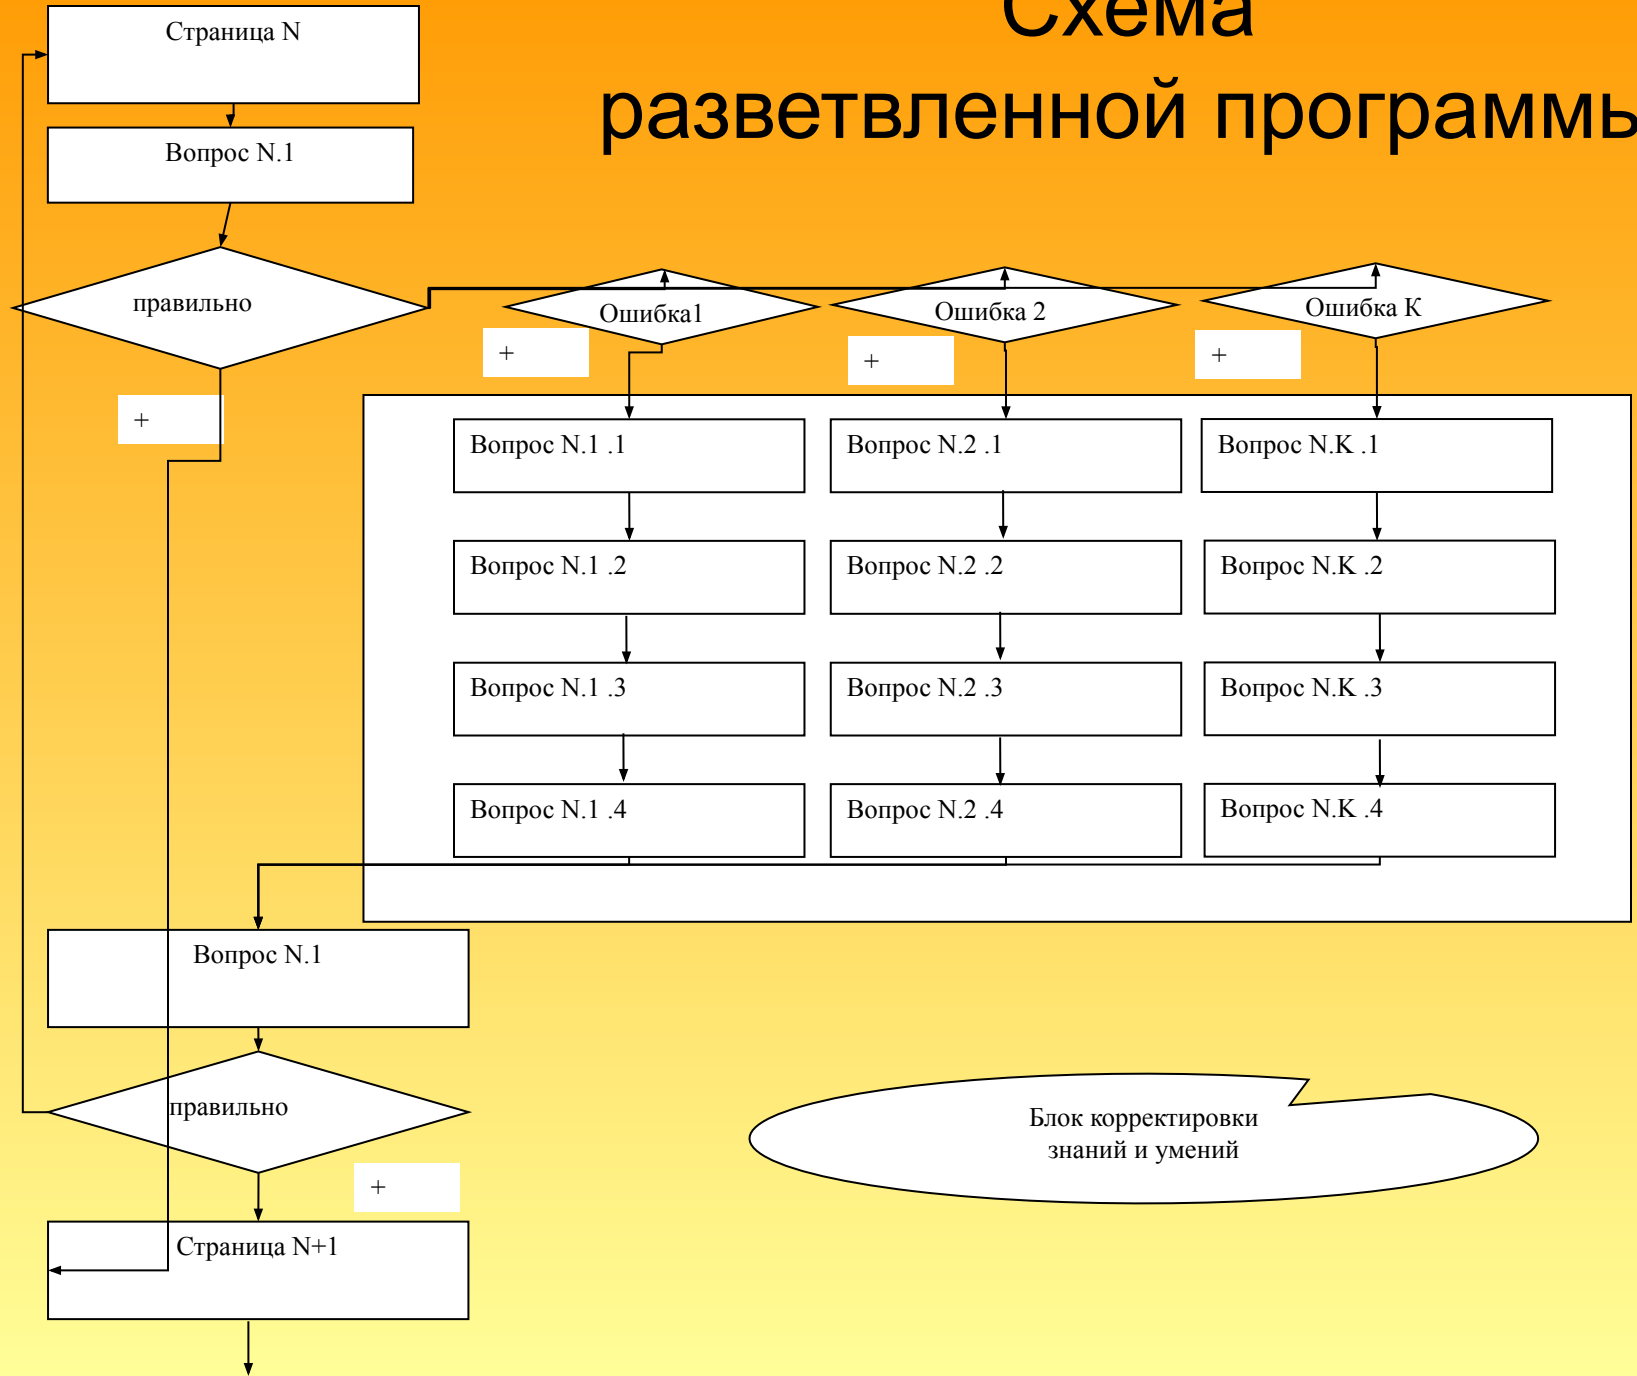 Схема
разветвленной программы
Страница N
Вопрос N.1
правильно
+
Ошибка1
Ошибка 2
Ошибка К
+
+
+
Вопрос N.1 .1
Вопрос N.2 .1
Вопрос N.K .1
Вопрос N.1 .2
Вопрос N.2 .2
Вопрос N.K .2
Вопрос N.1 .3
Вопрос N.2 .3
Вопрос N.K .3
Вопрос N.1 .4
Вопрос N.2 .4
Вопрос N.K .4
Вопрос N.1
правильно
+
Страница N+1
Блок корректировки
знаний и умений